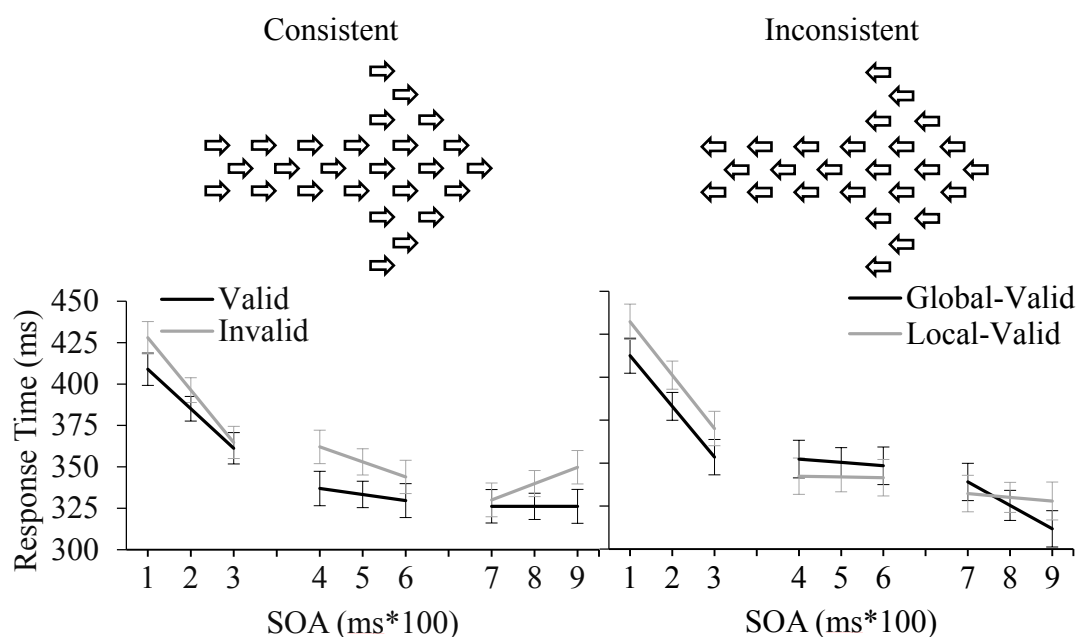 Consistent
Inconsistent
Valid
Invalid
Global-Valid
Local-Valid
Response Time (ms)
450
425
400
375
350
325
300
1 2 3 4 5 6 7 8 9
1 2 3 4 5 6 7 8 9
SOA (ms*100)
SOA (ms*100)